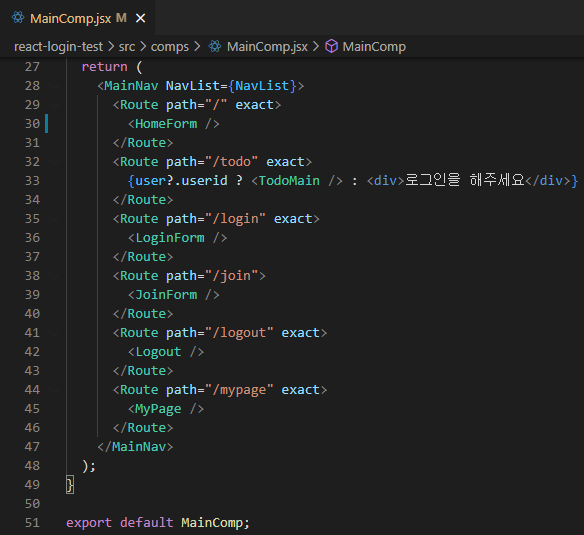 MainComp.jsx M
react-login-test > src > comps > MainComp.jsx > MainComp
27 return (
28 <MainNav NavList={NavList}>
29 <Route path="/" exact>
30 <HomeForm />
31 </Route>
32 <Route path="/todo" exact>
33 {user?.userid ? <TodoMain /> : <div>로그인을 해주세요</div>}
34 </Route>
35 <Route path="/login" exact>
36 <LoginForm />
37 </Route>
38 <Route path="/join">
39 <JoinForm />
40 </Route>
41 <Route path="/logout" exact>
42 <Logout />
43 </Route>
44 <Route path="/mypage" exact>
45 <MyPage />
46 </Route>
47 </MainNav>
48 );
49 }
50
51 export default MainComp;